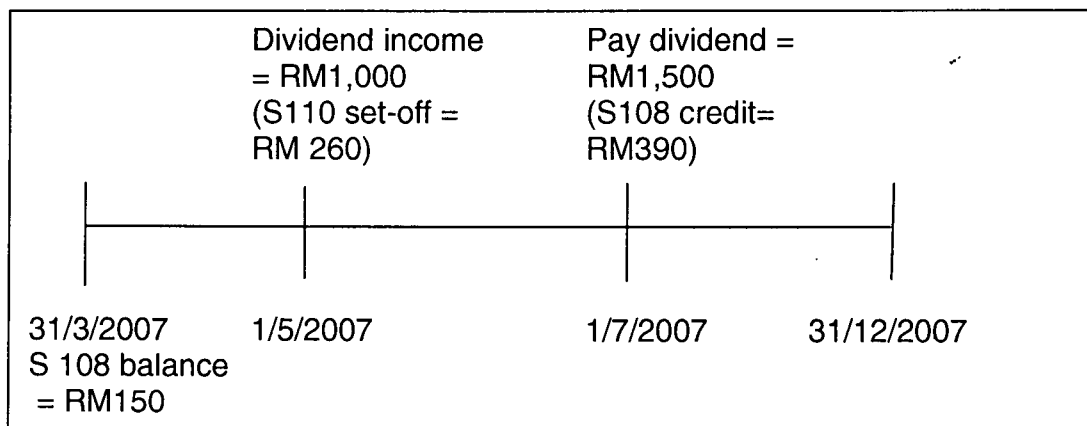 Dividend income
= RM1,000
(S110 set-off =
RM 260)
Pay dividend =
RM1,500
(S108 credit=
RM390)
31/3/2007
S 108 balance
= RM150
1/5/2007
1/7/2007
31/12/2007